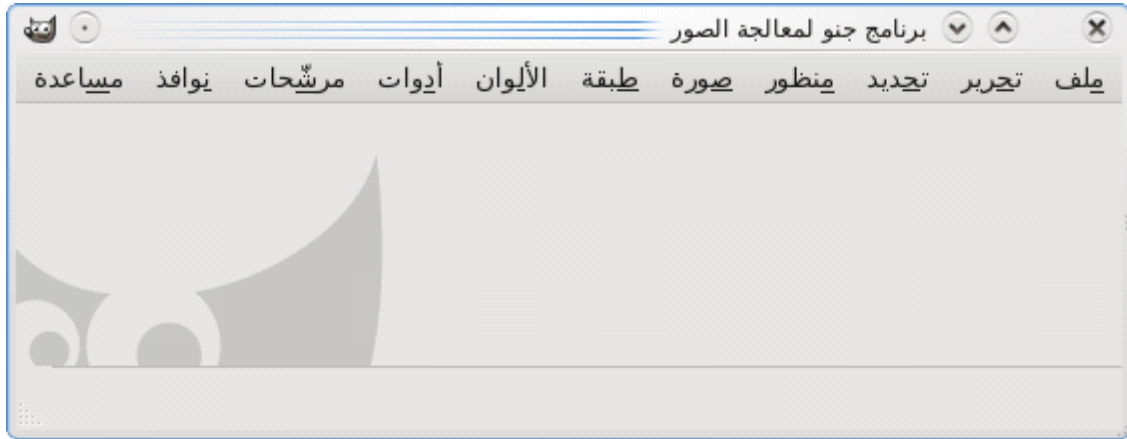 برنامج جنو لمعالجة الصور
ملف تحرير تحديد منظور صورة طبقة الألوان أدوات مرشّحات نوافذ مساعدة